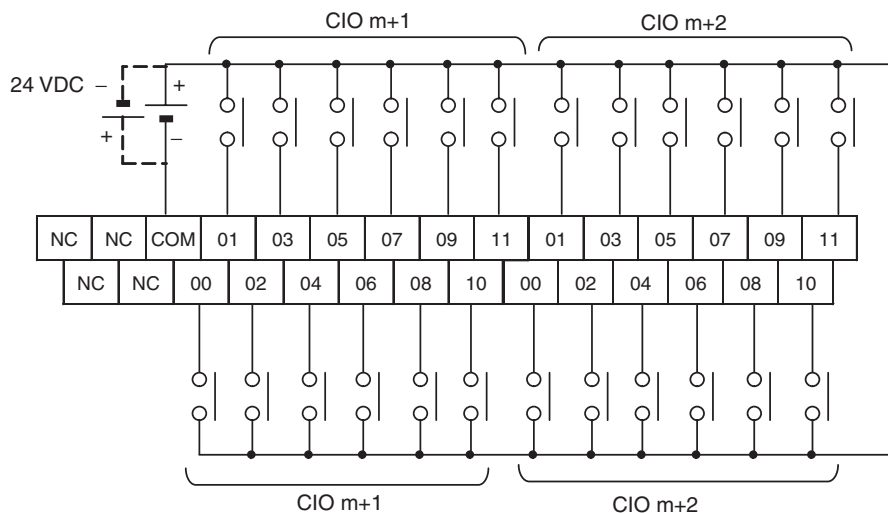 CIO m+1 CIO m+2
24 VDC – +
+ –
NC NC COM 01 03 05 07 09 11 01 03 05 07 09 11
NC NC 00 02 04 06 08 10 00 02 04 06 08 10
CIO m+1 CIO m+2